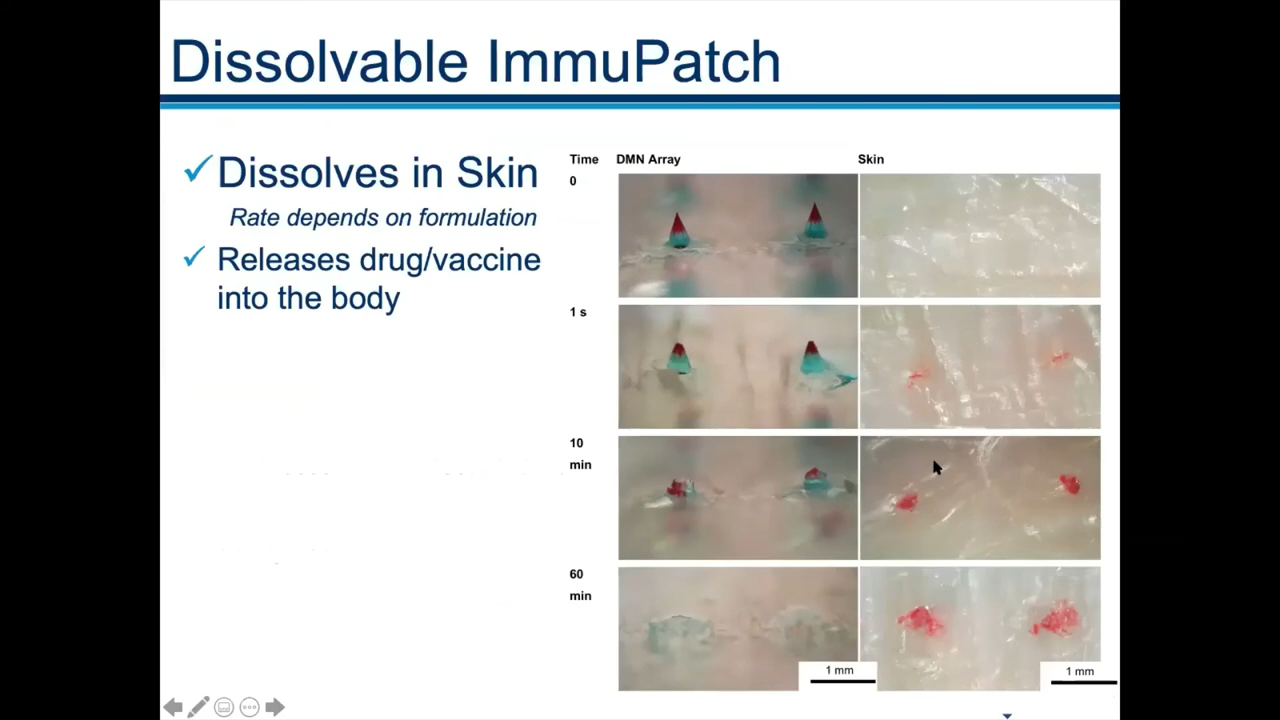 Dissolvable ImmuPatch
Dissolves in Skin
Rate depends on formulation
Releases drug/vaccine
into the body
Time DMN Array Skin
0
1 s
10
min
60
min
1 mm 1 mm